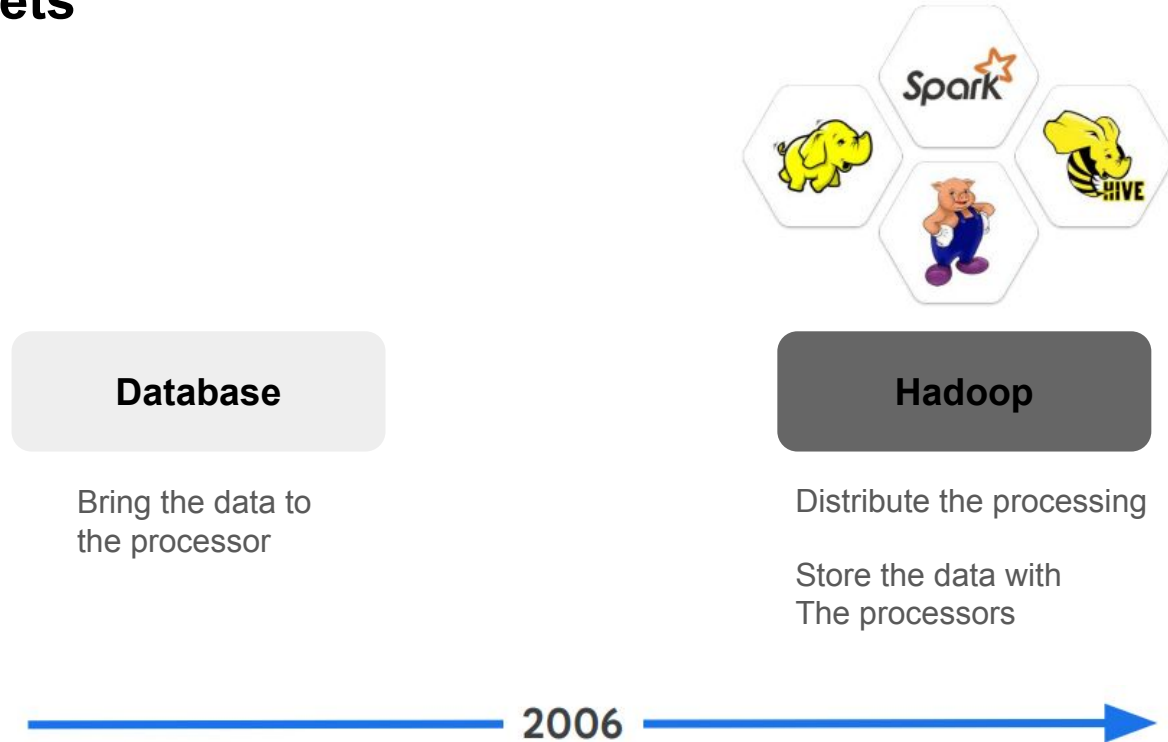 ets
Spark
HIVE
Database
Hadoop
Bring the data to
the processor
Distribute the processing
Store the data with
The processors
2006